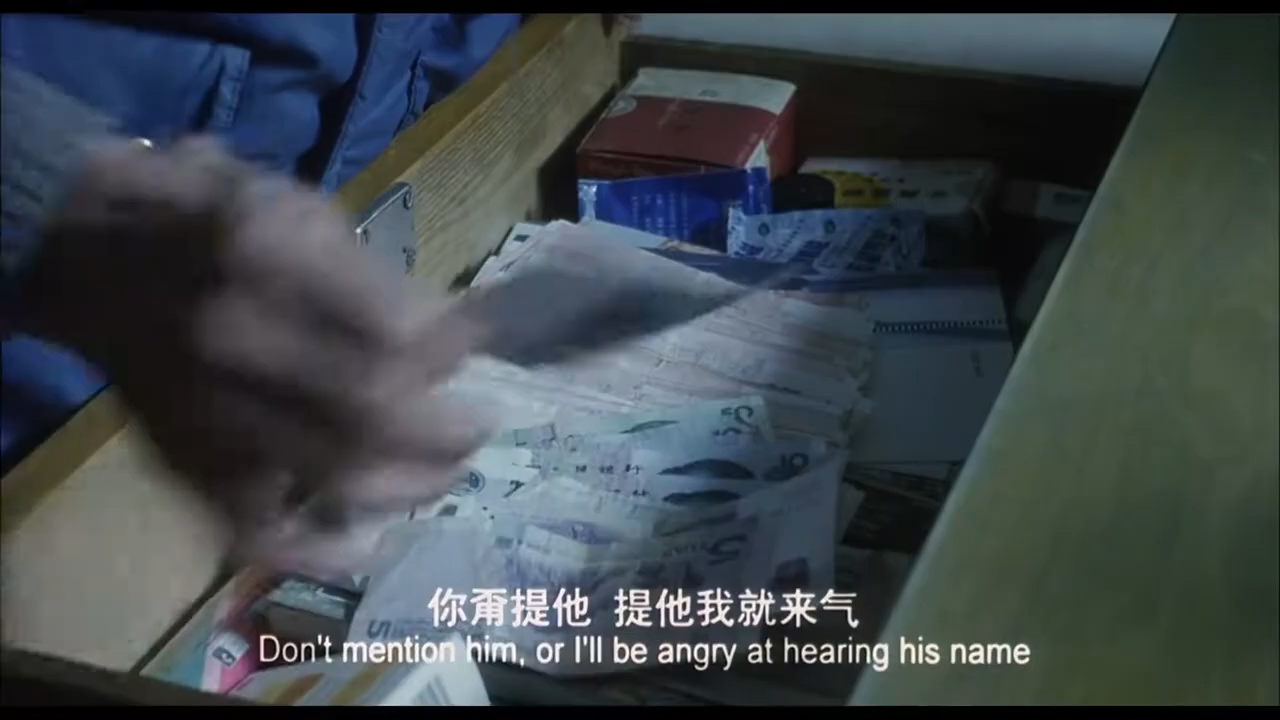 你甭提他 提他我就来气
Don't mention him, or I'll be angry at hearing his name